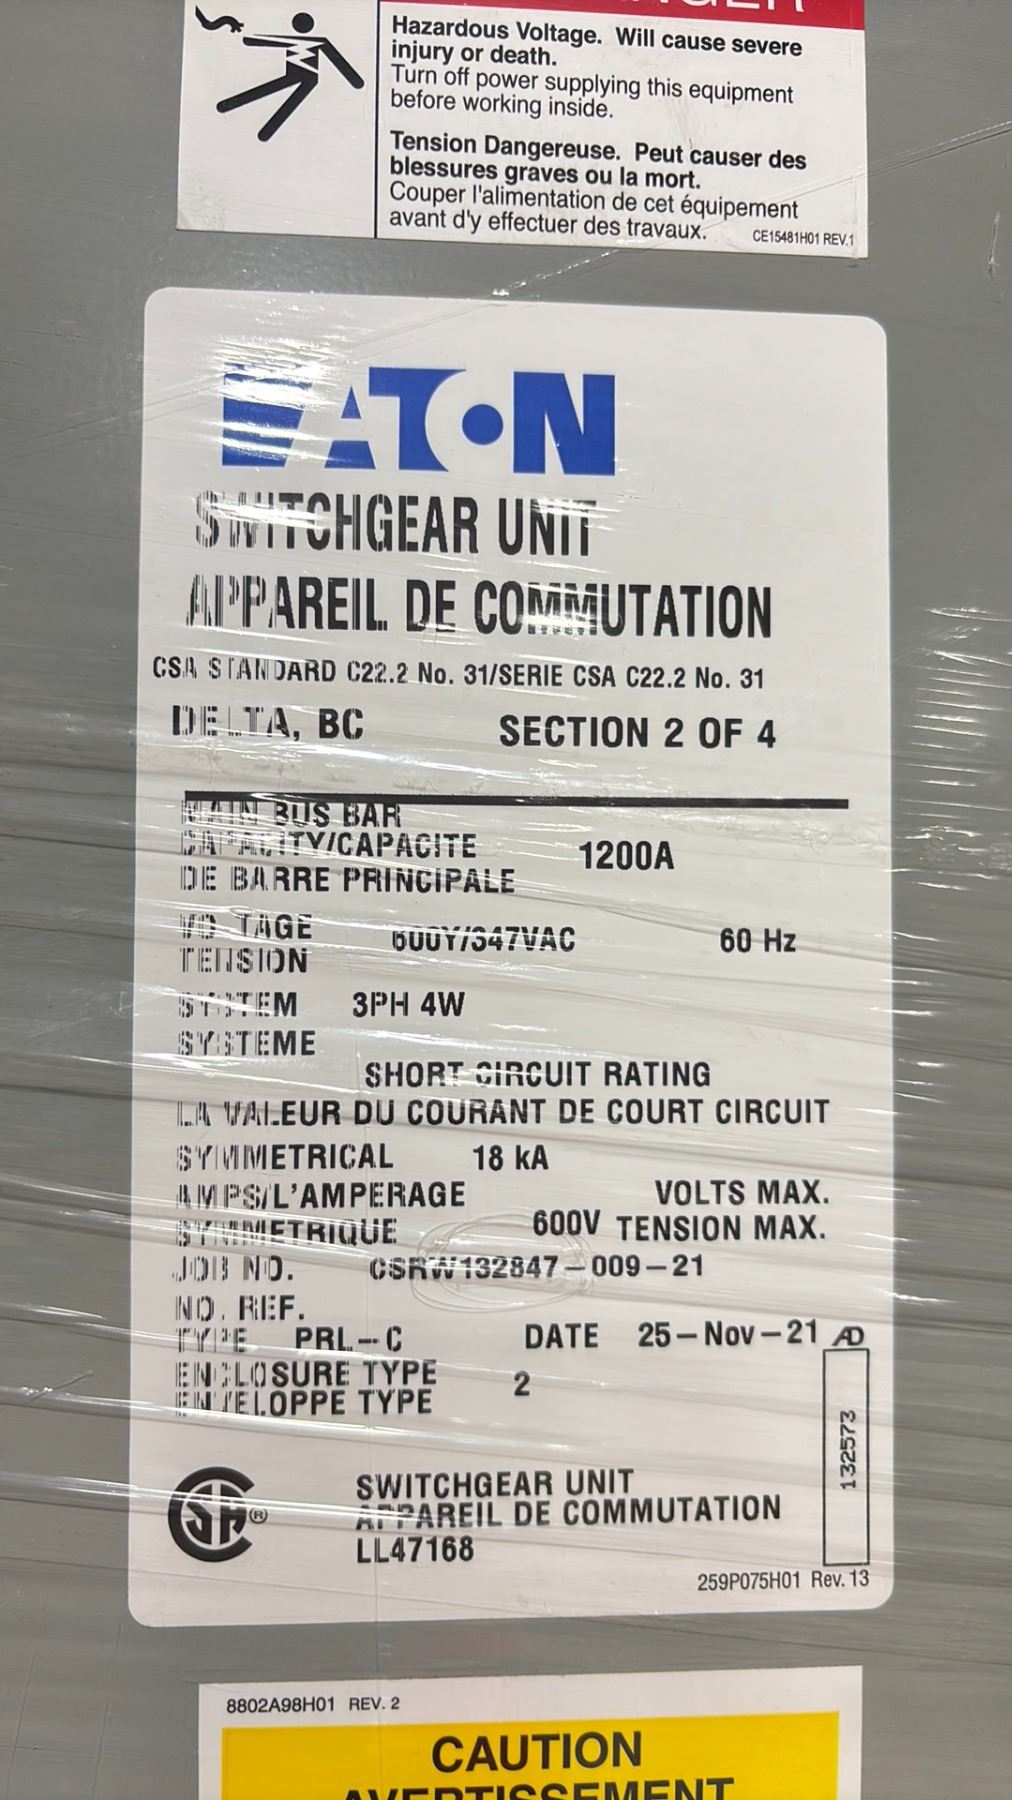 Hazardous Voltage. Will cause severe
injury or death.
Turn off power supplying this equipment
before working inside.
Tension Dangereuse. Peut causer des
blessures graves ou la mort.
Couper l'alimentation de cet équipement
avant d'y effectuer des travaux.
CE15481H01 REV.1
EATON
SWITCHGEAR UNIT
APPAREIL DE COMMUTATION
CSA STANDARD C22.2 No. 31/SERIE CSA C22.2 No. 31
DELTA, BC SECTION 2 OF 4
MAIN BUS BAR
CAPACITY/CAPACITE 1200A
DE BARRE PRINCIPALE
VOLTAGE 600Y/347VAC 60 Hz
TENSION
SYSTEM 3PH 4W
SYSTEME
SHORT CIRCUIT RATING
LA VALEUR DU COURANT DE COURT CIRCUIT
SYMMETRICAL 18 kA
AMPS/L'AMPERAGE VOLTS MAX.
SYMMETRIQUE 600V TENSION MAX.
JOB NO. CSRW132847-009-21
NO. REF.
TYPE PRL-C DATE 25-Nov-21 AD
ENCLOSURE TYPE 2
ENVELOPPE TYPE
132573
SA ®
SWITCHGEAR UNIT
APPAREIL DE COMMUTATION
LL47168
259P075H01 Rev. 13
8802A98H01 REV. 2
CAUTION
AVERTISSEMENT